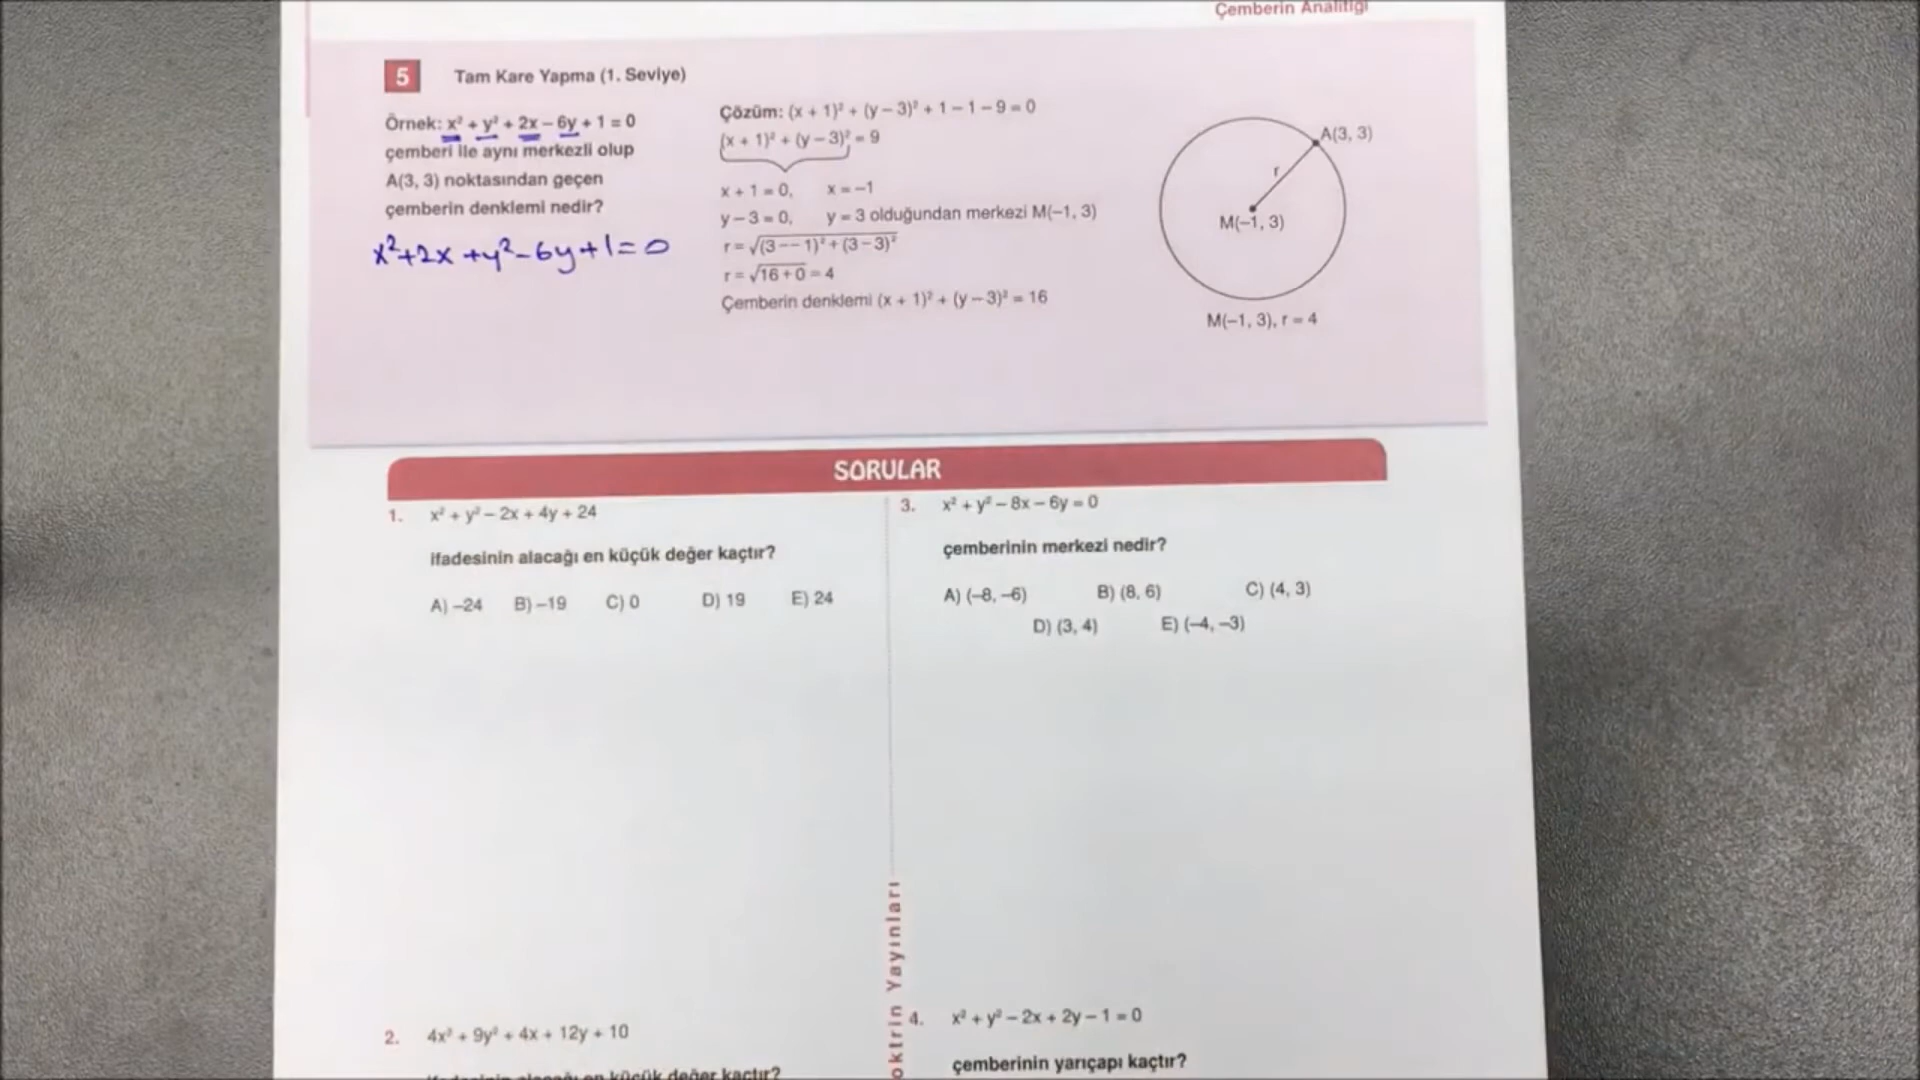 Çemberin Analitiği
5 Tam Kare Yapma (1. Seviye)
Örnek: x² + y² + 2x – 6y + 1 = 0
çemberi ile aynı merkezli olup
A(3, 3) noktasından geçen
çemberin denklemi nedir?
x²+2x+y²-6y+1=0
Çözüm: (x + 1)² + (y – 3)² + 1 – 1 – 9 = 0
(x + 1)² + (y – 3)² = 9
x + 1 = 0, x = –1
y – 3 = 0, y = 3 olduğundan merkezi M(–1, 3)
r = √(3 – – 1)² + (3 – 3)²
r = √16 + 0 = 4
Çemberin denklemi (x + 1)² + (y – 3)² = 16
A(3, 3)
r
M(–1, 3)
M(–1, 3), r = 4
SORULAR
1. x² + y² – 2x + 4y + 24
ifadesinin alacağı en küçük değer kaçtır?
A) –24 B) –19 C) 0 D) 19 E) 24
2. 4x² + 9y² + 4x + 12y + 10
ifadesinin alacağı en küçük değer kaçtır?
3. x² + y² – 8x – 6y = 0
çemberinin merkezi nedir?
A) (–8, –6) B) (8, 6) C) (4, 3)
D) (3, 4) E) (–4, –3)
4. x² + y² – 2x + 2y – 1 = 0
çemberinin yarıçapı kaçtır?
oktrin Yayınları